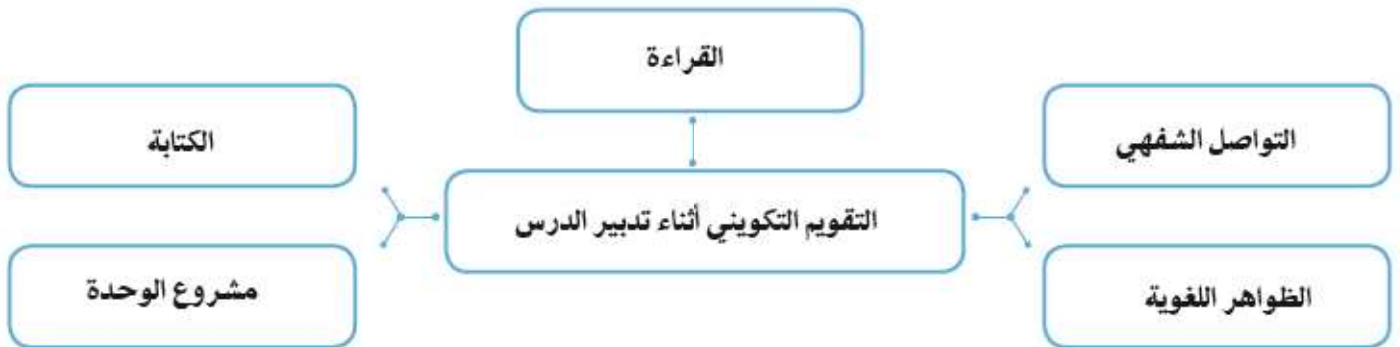 القراءة
التواصل الشفهي
الكتابة
التقويم التكويني أثناء تدبير الدرس
الظواهر اللغوية
مشروع الوحدة